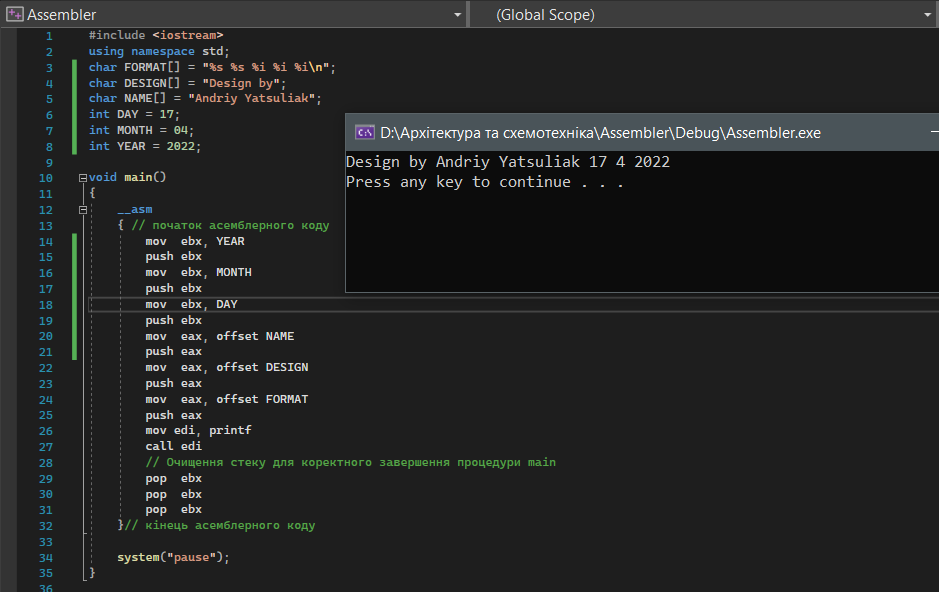 Assembler (Global Scope)
1 #include <iostream>
2 using namespace std;
3 char FORMAT[] = "%s %s %i %i %i\n";
4 char DESIGN[] = "Design by";
5 char NAME[] = "Andriy Yatsuliak";
6 int DAY = 17;
7 int MONTH = 04;
8 int YEAR = 2022;
9
10 void main()
11 {
12 __asm
13 { // початок асемблерного коду
14 mov ebx, YEAR
15 push ebx
16 mov ebx, MONTH
17 push ebx
18 mov ebx, DAY
19 push ebx
20 mov eax, offset NAME
21 push eax
22 mov eax, offset DESIGN
23 push eax
24 mov eax, offset FORMAT
25 push eax
26 mov edi, printf
27 call edi
28 // Очищення стеку для коректного завершення процедури main
29 pop ebx
30 pop ebx
31 pop ebx
32 }// кінець асемблерного коду
33
34 system("pause");
35 }
36
C:\ D:\Архітектура та схемотехніка\Assembler\Debug\Assembler.exe
Design by Andriy Yatsuliak 17 4 2022
Press any key to continue . . .